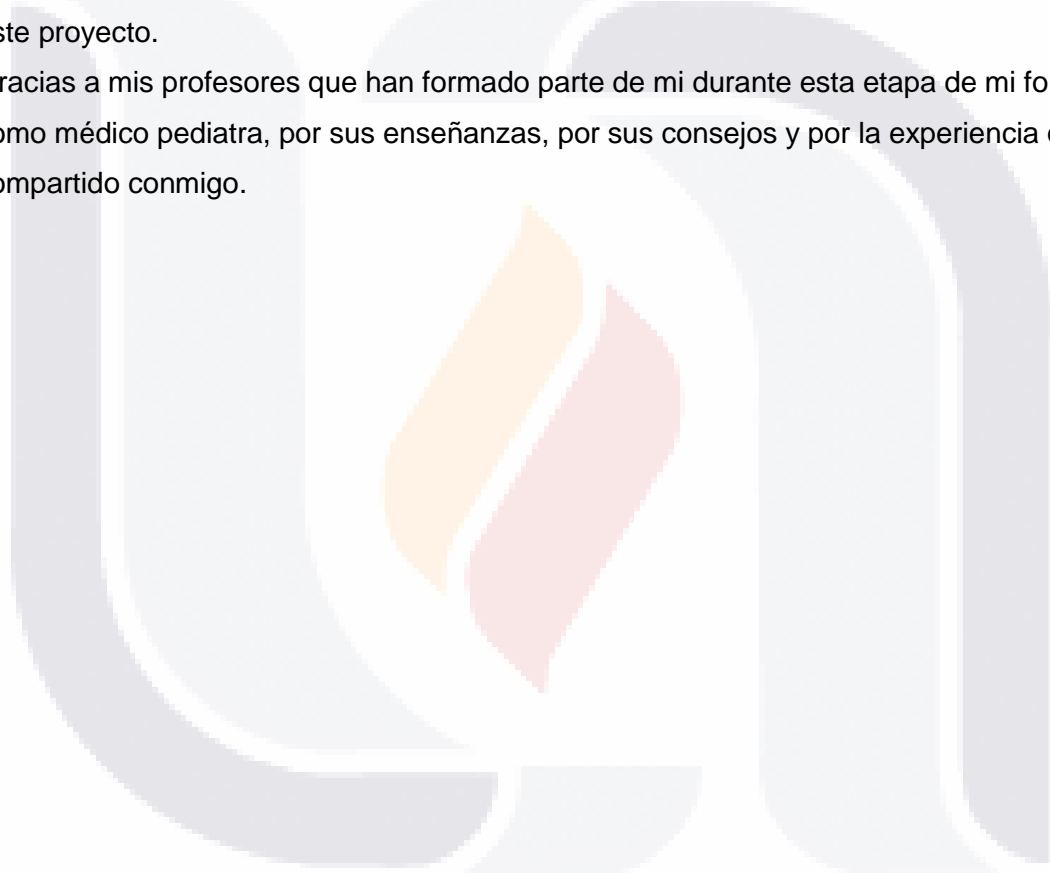 ste proyecto.
racias a mis profesores que han formado parte de mi durante esta etapa de mi fo
omo médico pediatra, por sus enseñanzas, por sus consejos y por la experiencia
ompartido conmigo.